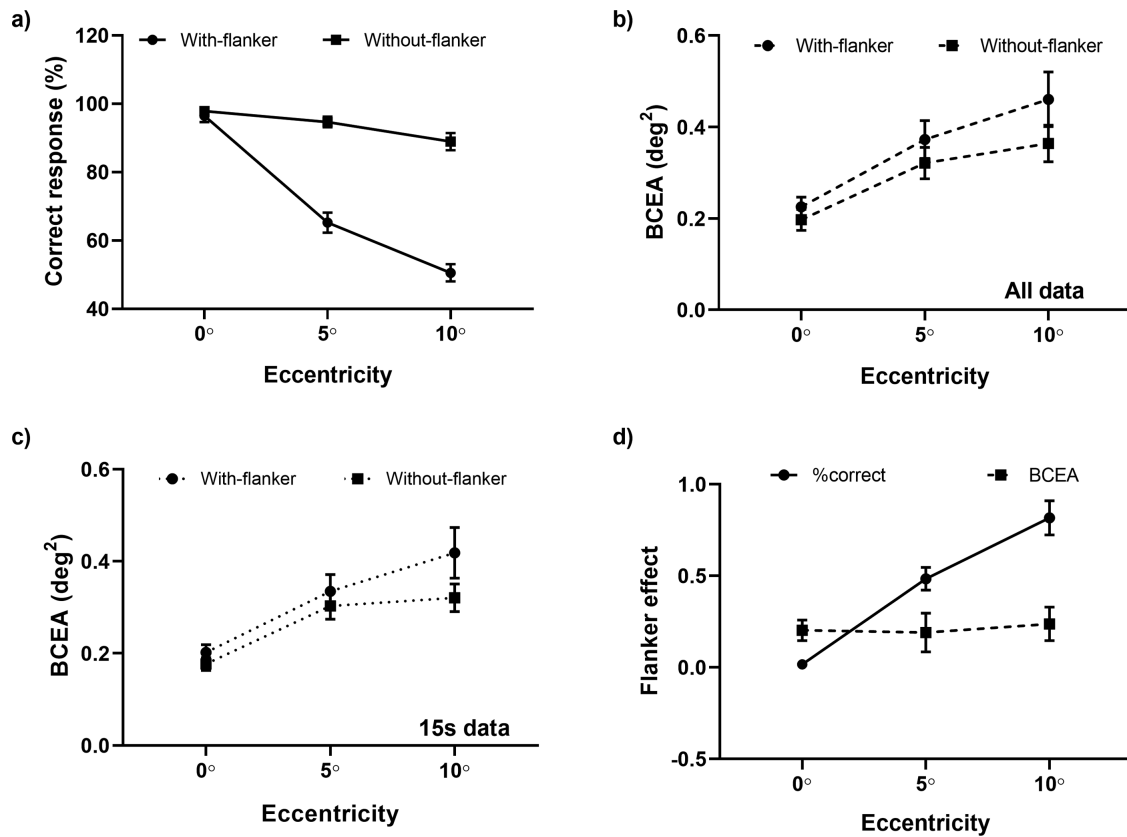 a)
120
100
80
60
40
Correct response (%)
With-flanker
Without-flanker
0°
5°
10°
Eccentricity
b)
0.6
0.4
0.2
0.0
BCEA (deg²)
With-flanker
Without-flanker
All data
0°
5°
10°
Eccentricity
c)
0.6
0.4
0.2
0.0
BCEA (deg²)
With-flanker
Without-flanker
15s data
0°
5°
10°
Eccentricity
d)
1.0
0.5
0.0
-0.5
Flanker effect
%correct
BCEA
0°
5°
10°
Eccentricity